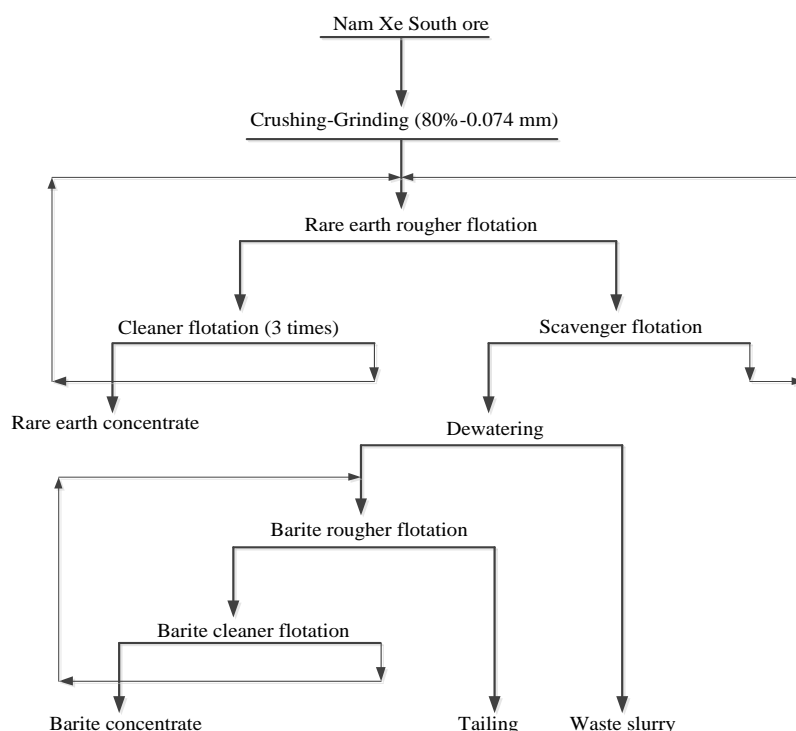 Nam Xe South ore
Crushing-Grinding (80%-0.074 mm)
Rare earth rougher flotation
Cleaner flotation (3 times)
Scavenger flotation
Rare earth concentrate
Dewatering
Barite rougher flotation
Barite cleaner flotation
Barite concentrate
Tailing
Waste slurry